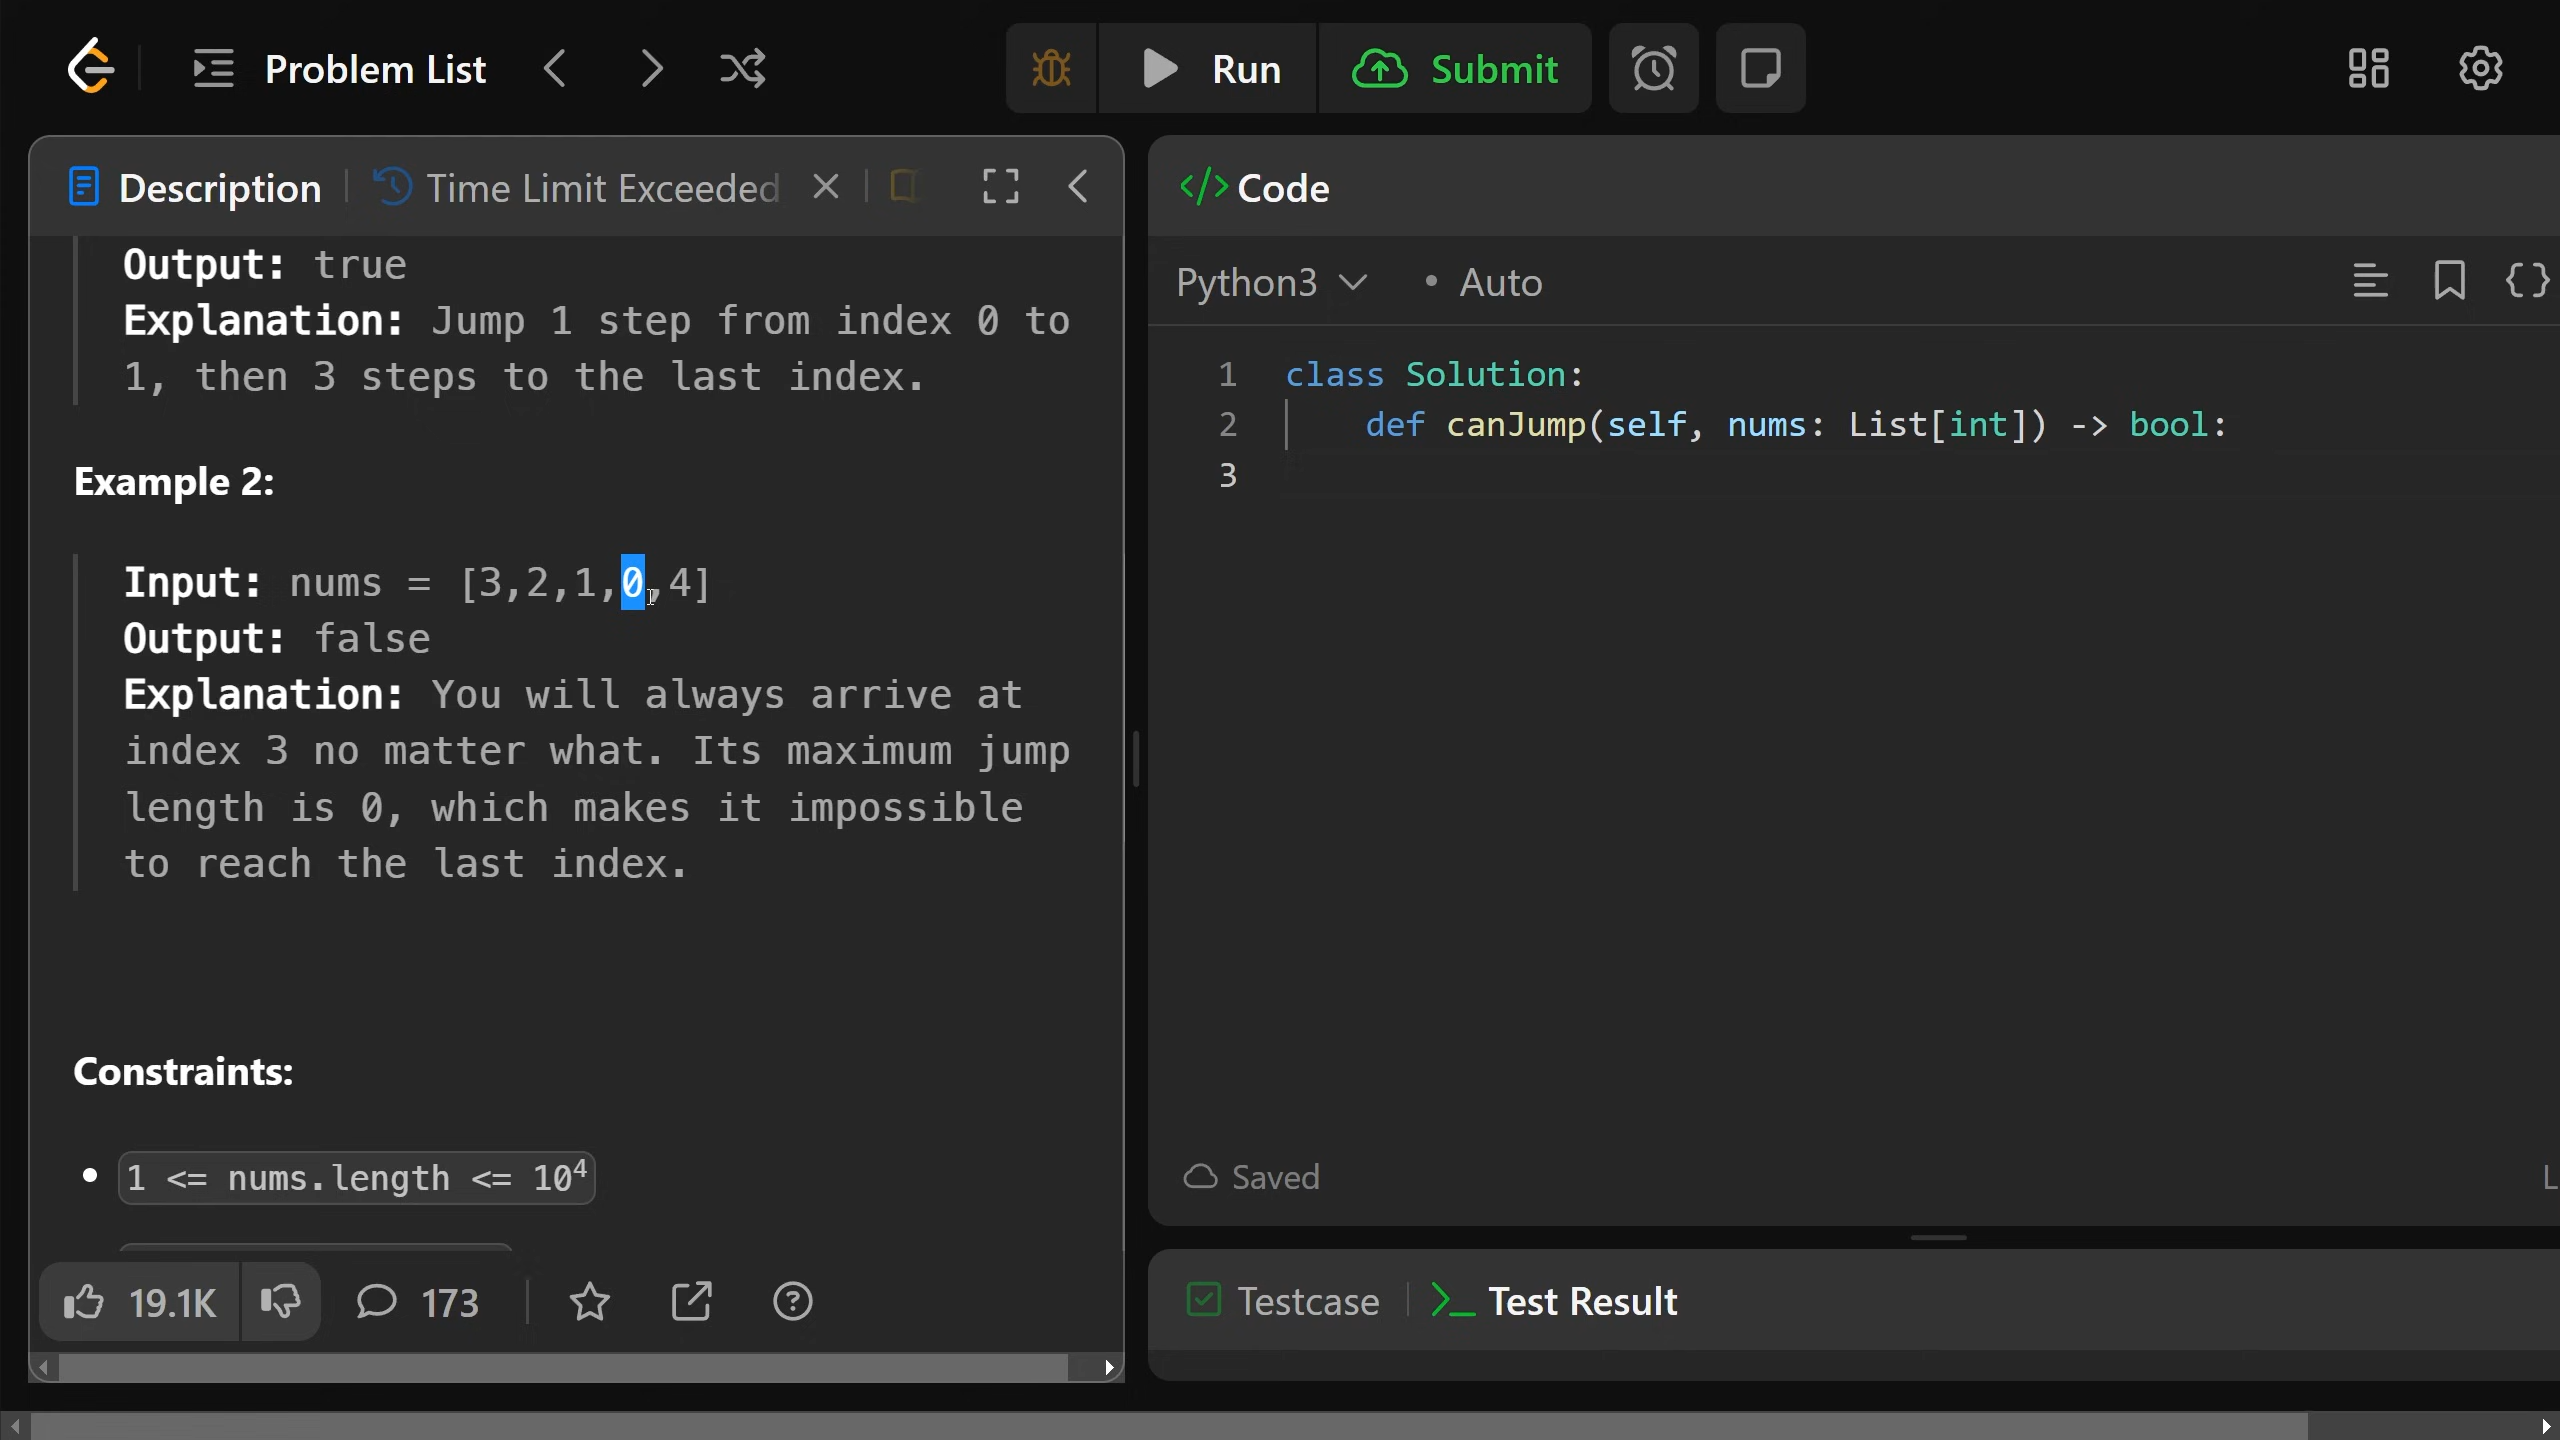 Problem List
Run
Submit
Description
Time Limit Exceeded
Output: true
Explanation: Jump 1 step from index 0 to
1, then 3 steps to the last index.
Example 2:
Input: nums = [3,2,1,0,4]
Output: false
Explanation: You will always arrive at
index 3 no matter what. Its maximum jump
length is 0, which makes it impossible
to reach the last index.
Constraints:
1 <= nums.length <= 10⁴
19.1K
173
</> Code
Python3
• Auto
{}
1 class Solution:
2 def canJump(self, nums: List[int]) -> bool:
3
Saved
L
Testcase
Test Result